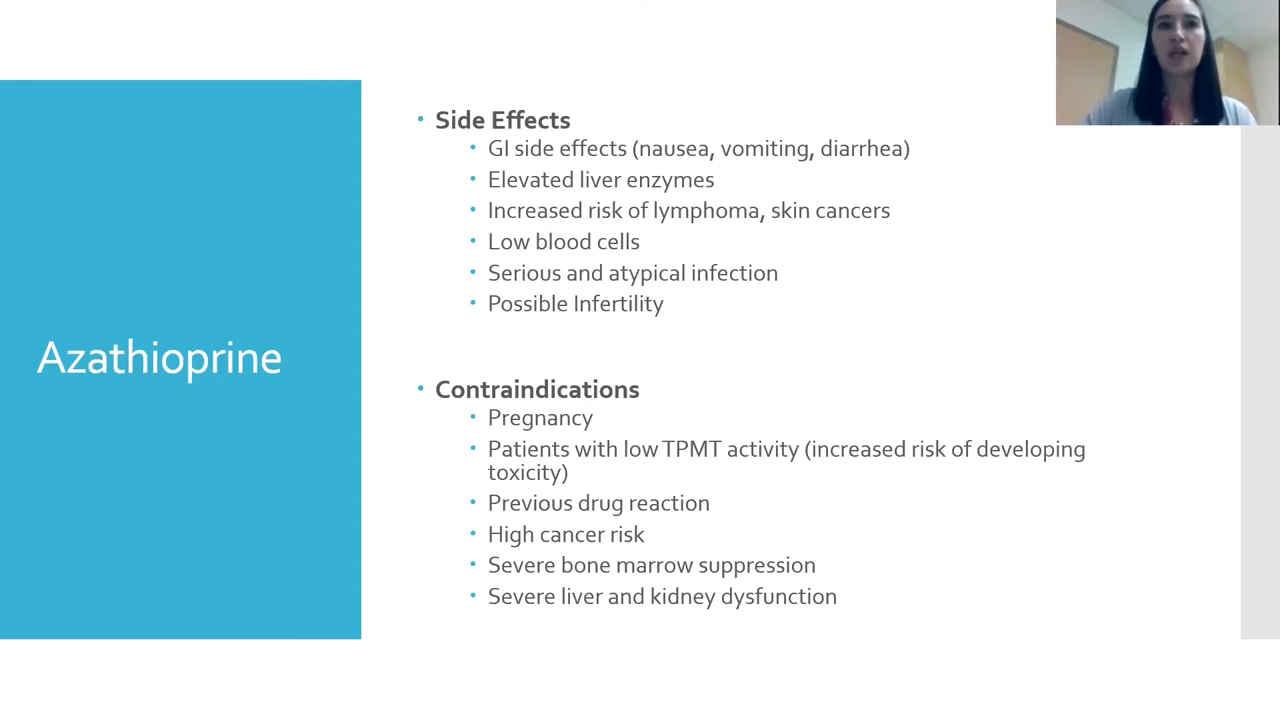 Azathioprine
• Side Effects
• GI side effects (nausea, vomiting, diarrhea)
• Elevated liver enzymes
• Increased risk of lymphoma, skin cancers
• Low blood cells
• Serious and atypical infection
• Possible Infertility
• Contraindications
• Pregnancy
• Patients with low TPMT activity (increased risk of developing
toxicity)
• Previous drug reaction
• High cancer risk
• Severe bone marrow suppression
• Severe liver and kidney dysfunction